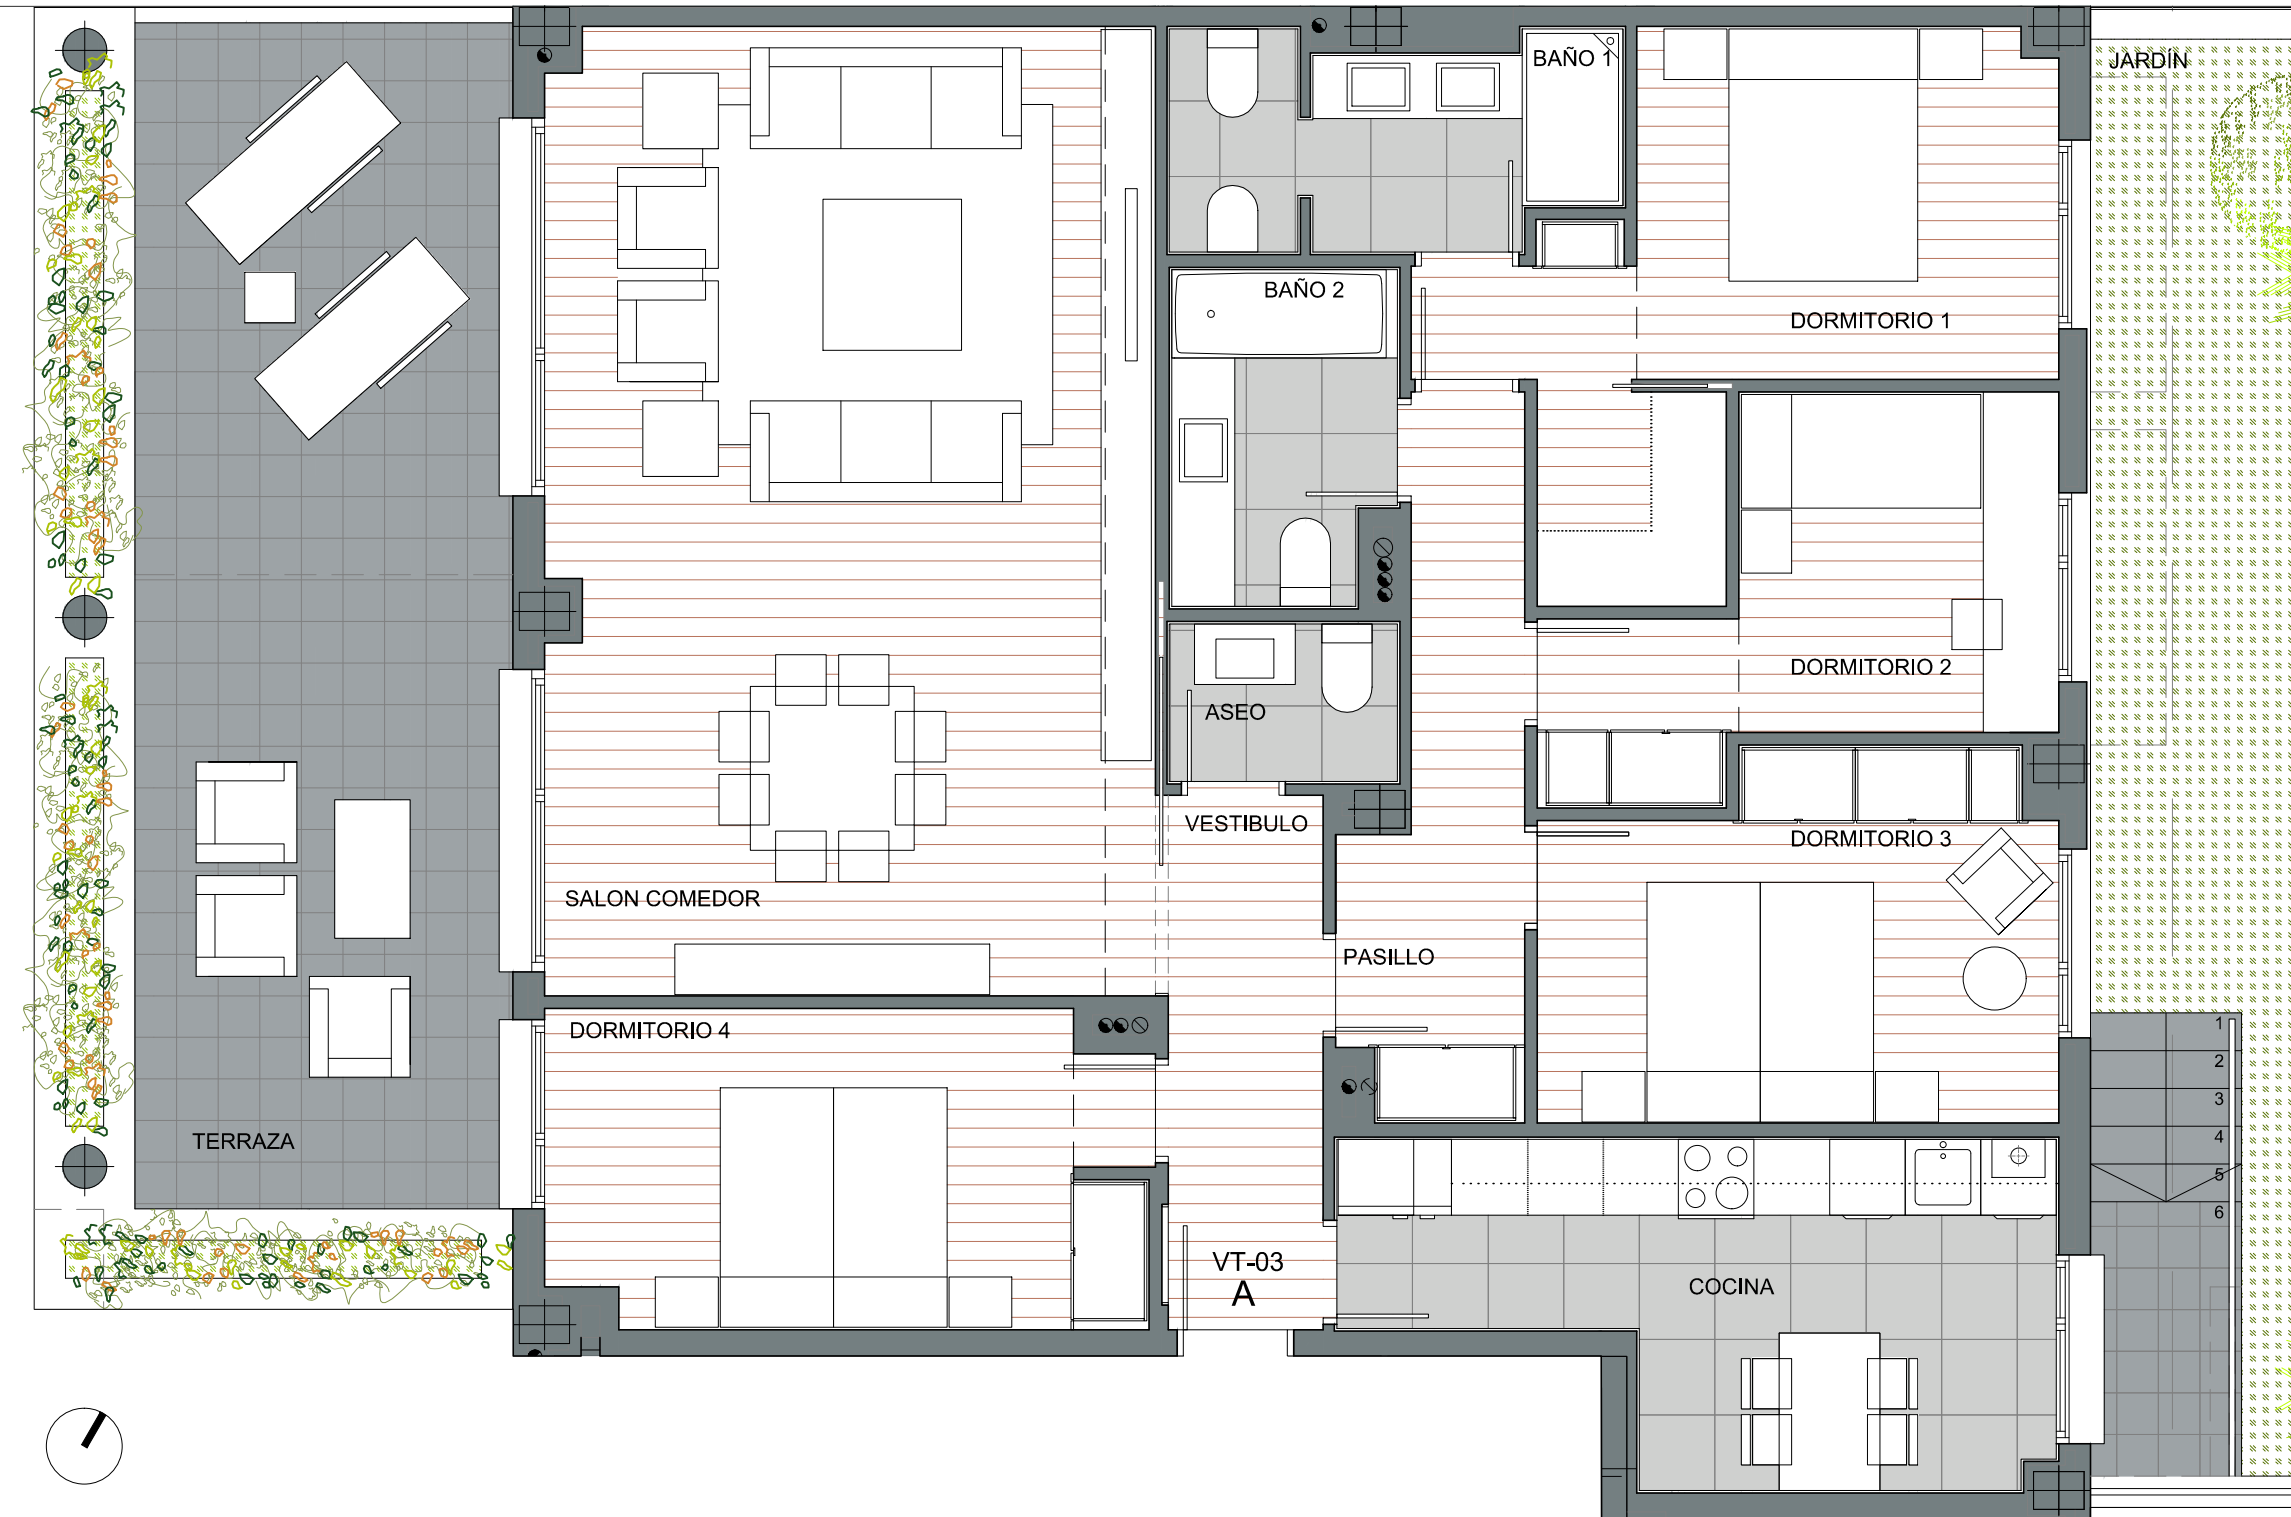 BAÑO 1
JARDÍN
BAÑO 2
DORMITORIO 1
DORMITORIO 2
ASEO
VESTIBULO
DORMITORIO 3
SALON COMEDOR
PASILLO
DORMITORIO 4
1
2
3
4
5
6
TERRAZA
VT-03
A
COCINA